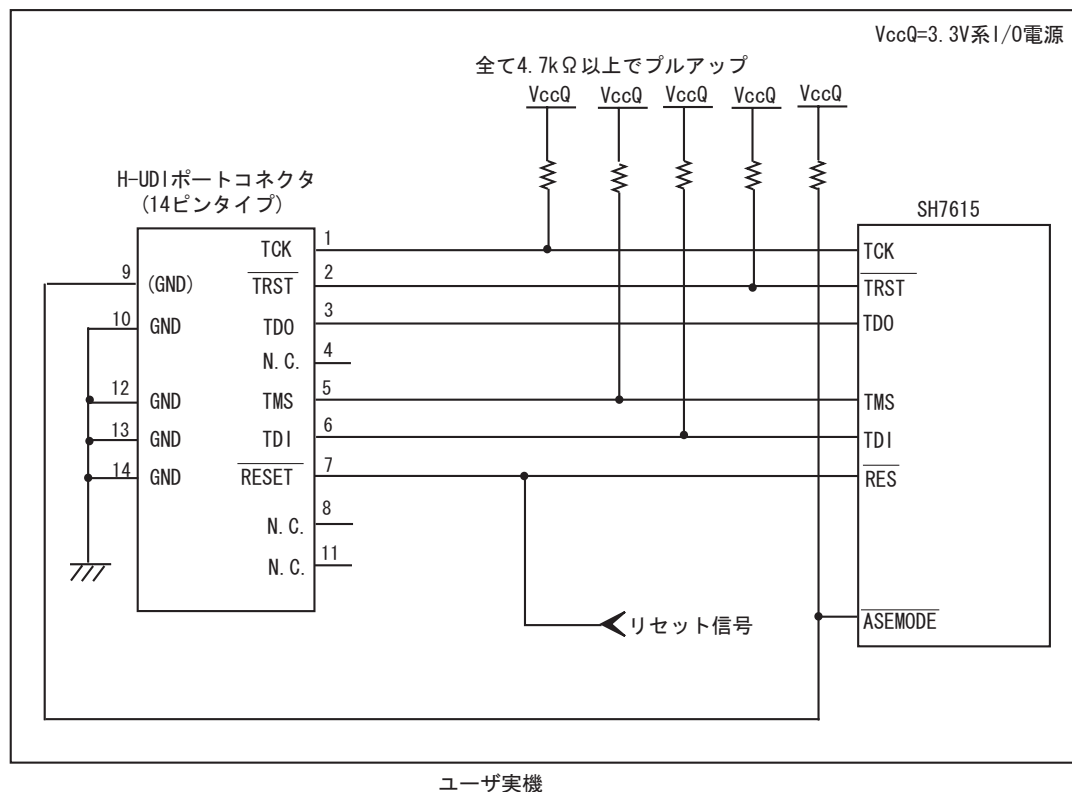 VccQ=3.3V系I/O電源
全て4.7kΩ以上でプルアップ
VccQ VccQ VccQ VccQ VccQ
H-UDIポートコネクタ
(14ピンタイプ)
SH7615
TCK 1 TCK
9 (GND) TRST 2 TRST
10 GND TDO 3 TDO
N.C. 4
12 GND TMS 5 TMS
13 GND TDI 6 TDI
14 GND RESET 7 RES
N.C. 8
N.C. 11
リセット信号
ASEMODE
ユーザ実機